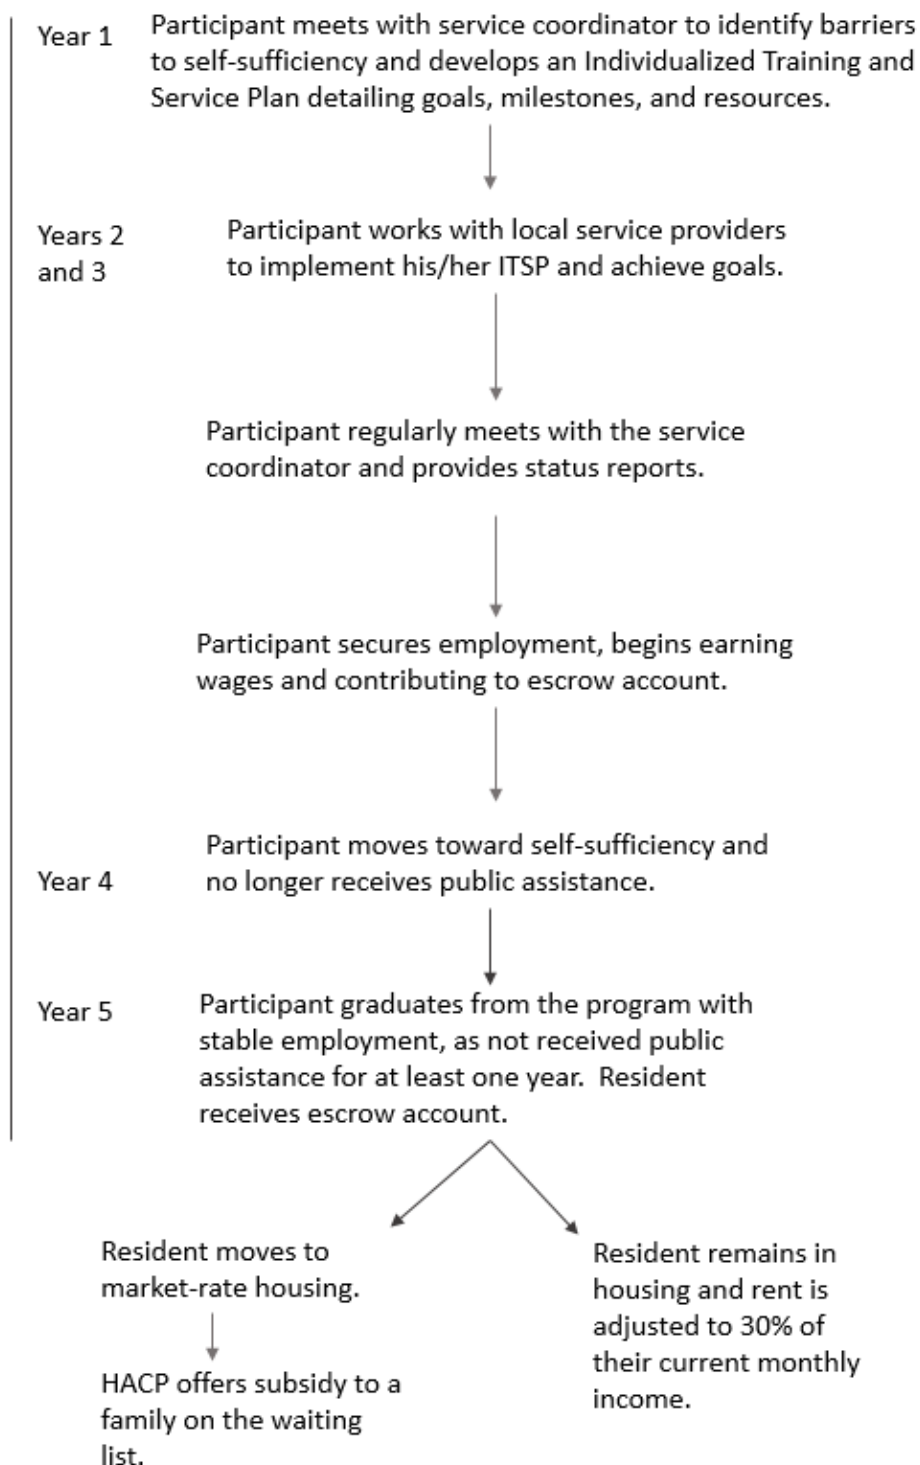 Year 1
Participant meets with service coordinator to identify barriers
to self-sufficiency and develops an Individualized Training and
Service Plan detailing goals, milestones, and resources.
Years 2
and 3
Participant works with local service providers
to implement his/her ITSP and achieve goals.
Participant regularly meets with the service
coordinator and provides status reports.
Participant secures employment, begins earning
wages and contributing to escrow account.
Year 4
Participant moves toward self-sufficiency and
no longer receives public assistance.
Year 5
Participant graduates from the program with
stable employment, as not received public
assistance for at least one year.  Resident
receives escrow account.
Resident moves to
market-rate housing.
HACP offers subsidy to a
family on the waiting
list.
Resident remains in
housing and rent is
adjusted to 30% of
their current monthly
income.